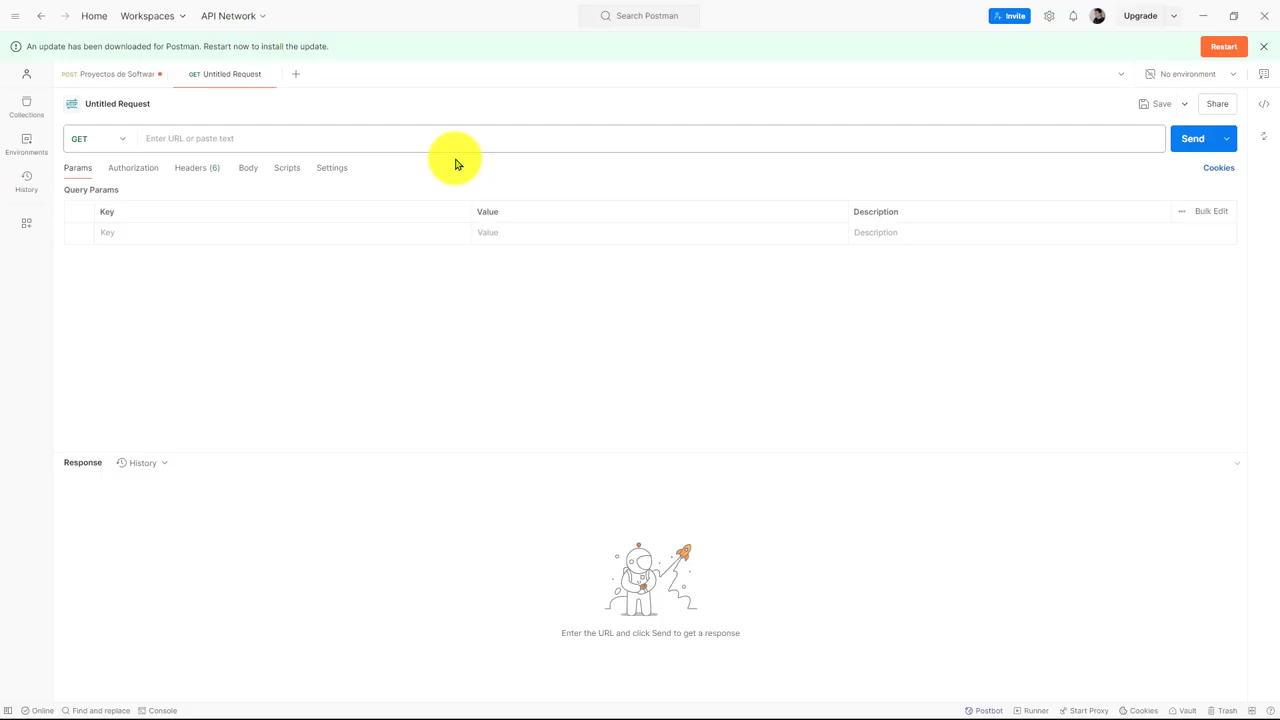 Home Workspaces API Network Search Postman Invite Upgrade
An update has been downloaded for Postman. Restart now to install the update. Restart
POST Proyectos de Softwar GET Untitled Request No environment
Untitled Request Save Share
Collections
GET Enter URL or paste text Send
Environments
Params Authorization Headers (6) Body Scripts Settings Cookies
History
Query Params
Key Value Description Bulk Edit
Key Value Description
Response History
Enter the URL and click Send to get a response
Online Find and replace Console Postbot Runner Start Proxy Cookies Vault Trash